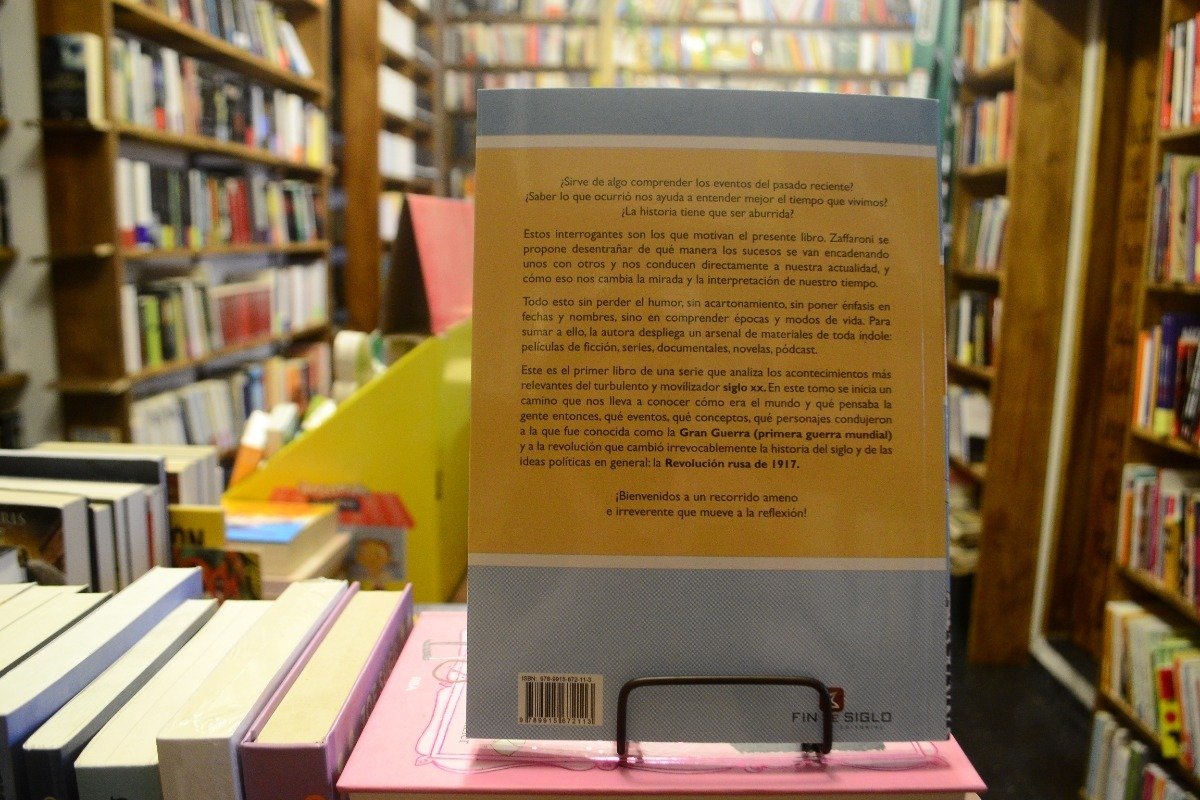 ¿Sirve de algo comprender los eventos del pasado reciente?
¿Saber lo que ocurrió nos ayuda a entender mejor el tiempo que vivimos?
¿La historia tiene que ser aburrida?
Estos interrogantes son los que motivan el presente libro. Zaffaroni se
propone desentrañar de qué manera los sucesos se van encadenando
unos con otros y nos conducen directamente a nuestra actualidad, y
cómo eso nos cambia la mirada y la interpretación de nuestro tiempo.
Todo esto sin perder el humor, sin acartonamiento, sin poner énfasis en
fechas y nombres, sino en comprender épocas y modos de vida. Para
sumar a ello, la autora despliega un arsenal de materiales de toda índole:
películas de ficción, series, documentales, novelas, pódcast.
Este es el primer libro de una serie que analiza los acontecimientos más
relevantes del turbulento y movilizador siglo xx. En este tomo se inicia un
camino que nos lleva a conocer cómo era el mundo y qué pensaba la
gente entonces, qué eventos, qué conceptos, qué personajes condujeron
a la que fue conocida como la Gran Guerra (primera guerra mundial)
y a la revolución que cambió irrevocablemente la historia del siglo y de las
ideas políticas en general: la Revolución rusa de 1917.
¡Bienvenidos a un recorrido ameno
e irreverente que mueve a la reflexión!
ISBN: 978-9915-672-11-3
9 789915 672113
FIN DE SIGLO